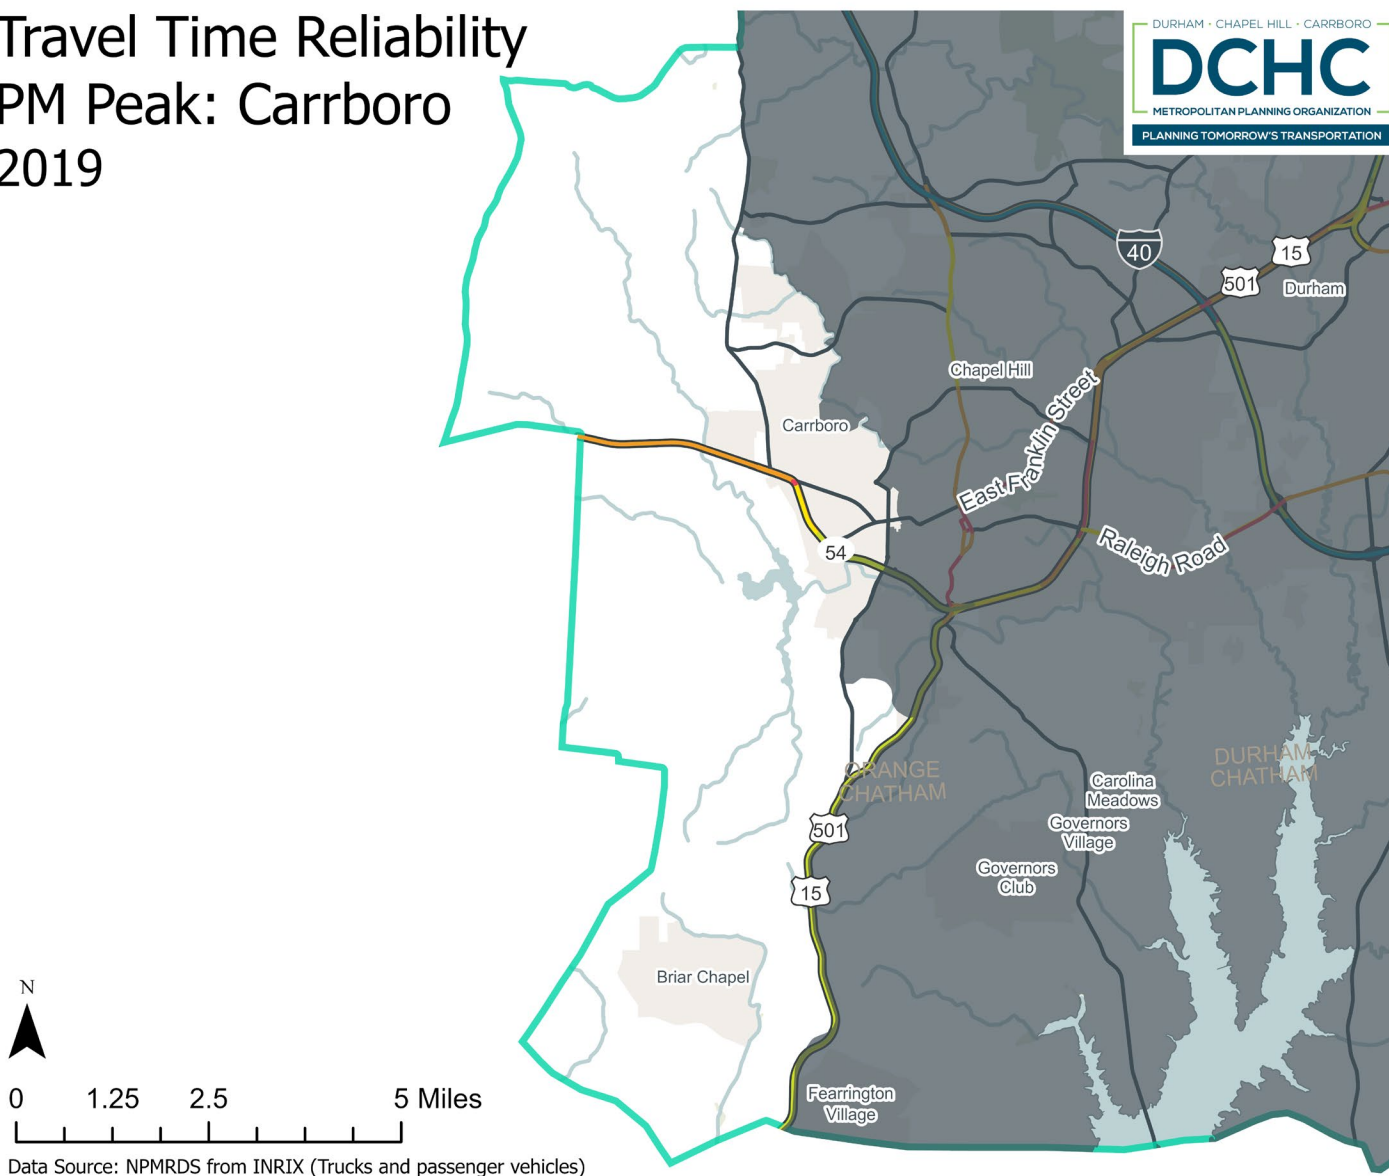 Travel Time Reliability
PM Peak: Carrboro
2019
DURHAM · CHAPEL HILL · CARRBORO
DCHC
METROPOLITAN PLANNING ORGANIZATION
PLANNING TOMORROW'S TRANSPORTATION
40
15
501
Durham
Chapel Hill
Carrboro
East Franklin Street
Raleigh Road
54
ORANGE
CHATHAM
DURHAM
CHATHAM
Carolina
Meadows
Governors
Village
Governors
Club
501
15
Briar Chapel
Fearrington
Village
N
0 1.25 2.5 5 Miles
Data Source: NPMRDS from INRIX (Trucks and passenger vehicles)